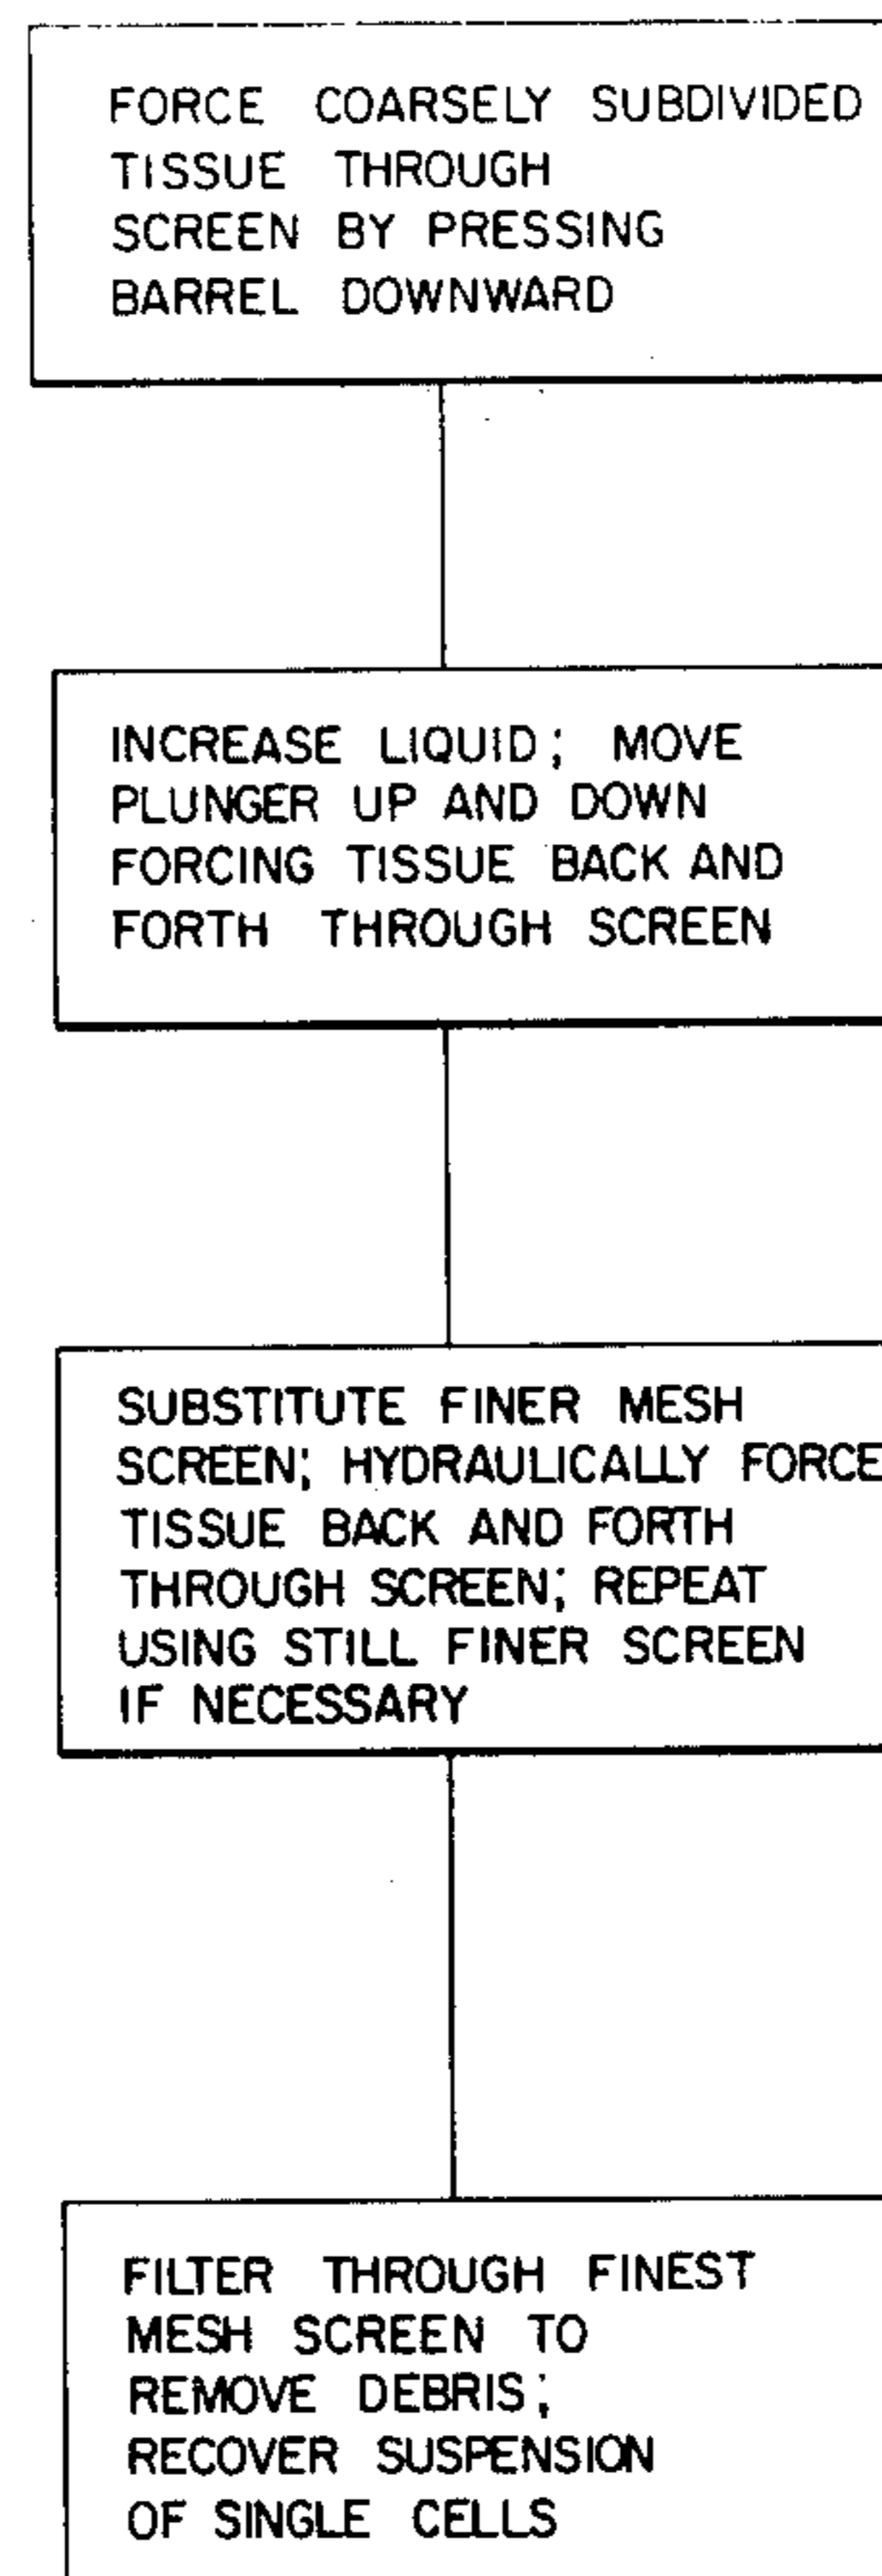 FORCE COARSELY SUBDIVIDED
TISSUE THROUGH
SCREEN BY PRESSING
BARREL DOWNWARD
INCREASE LIQUID; MOVE
PLUNGER UP AND DOWN
FORCING TISSUE BACK AND
FORTH THROUGH SCREEN
SUBSTITUTE FINER MESH
SCREEN; HYDRAULICALLY FORCE
TISSUE BACK AND FORTH
THROUGH SCREEN; REPEAT
USING STILL FINER SCREEN
IF NECESSARY
FILTER THROUGH FINEST
MESH SCREEN TO
REMOVE DEBRIS;
RECOVER SUSPENSION
OF SINGLE CELLS